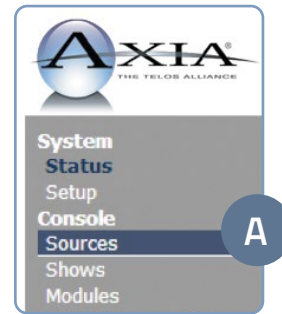 AXIA®
THE TELOS ALLIANCE
System
Status
Setup
Console
Sources
A
Shows
Modules